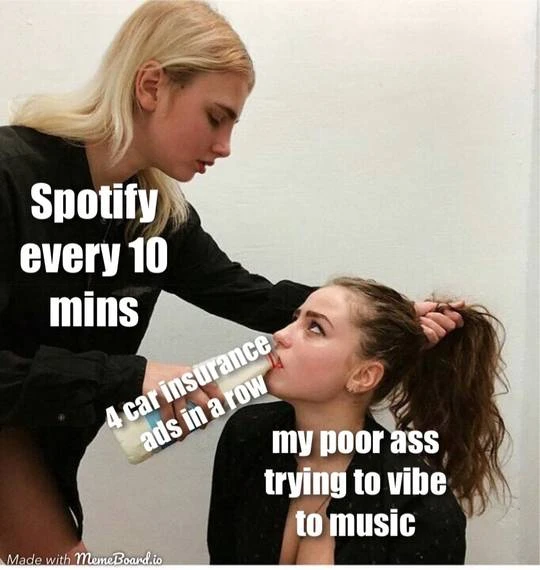 Spotify
every 10
mins
4 car insurance
ads in a row
my poor ass
trying to vibe
to music
Made with MemeBoard.io